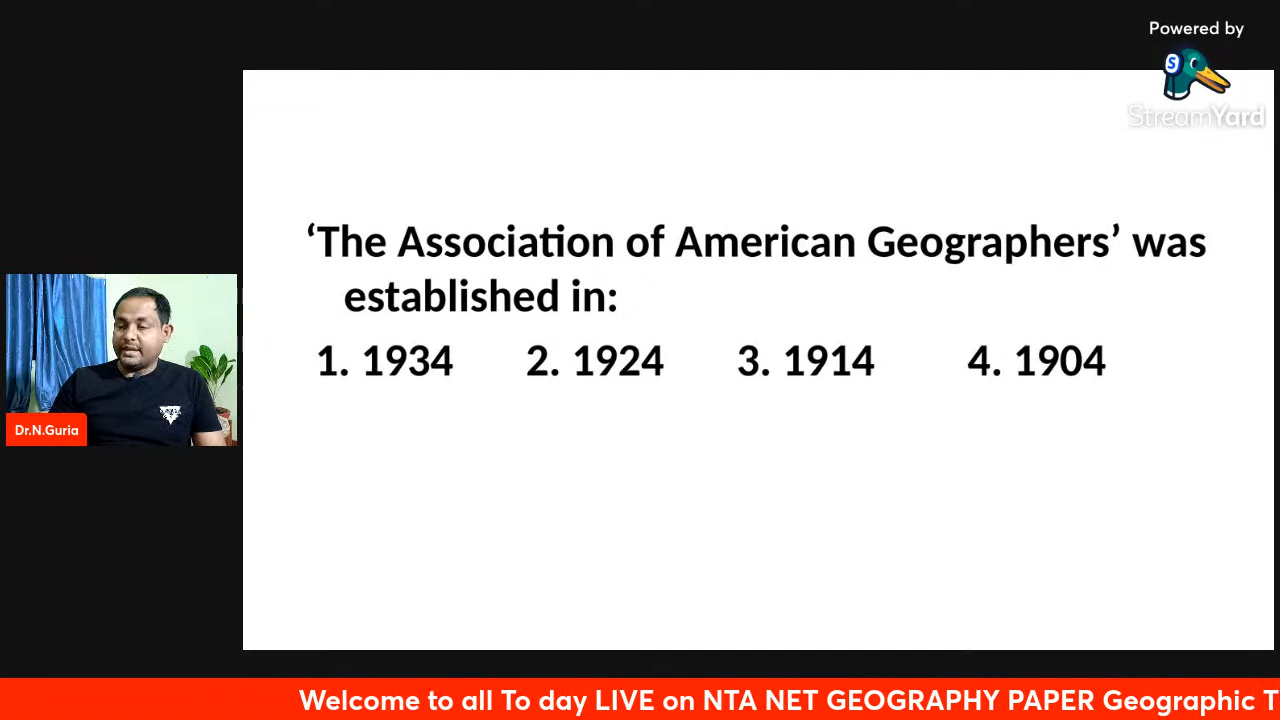 Powered by
S
StreamYard
‘The Association of American Geographers’ was
established in:
1. 1934 2. 1924 3. 1914 4. 1904
Dr.N.Guria
Welcome to all To day LIVE on NTA NET GEOGRAPHY PAPER Geographic T